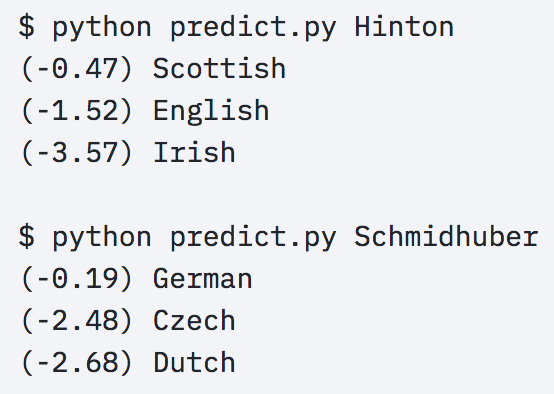 $ python predict.py Hinton
(-0.47) Scottish
(-1.52) English
(-3.57) Irish
$ python predict.py Schmidhuber
(-0.19) German
(-2.48) Czech
(-2.68) Dutch